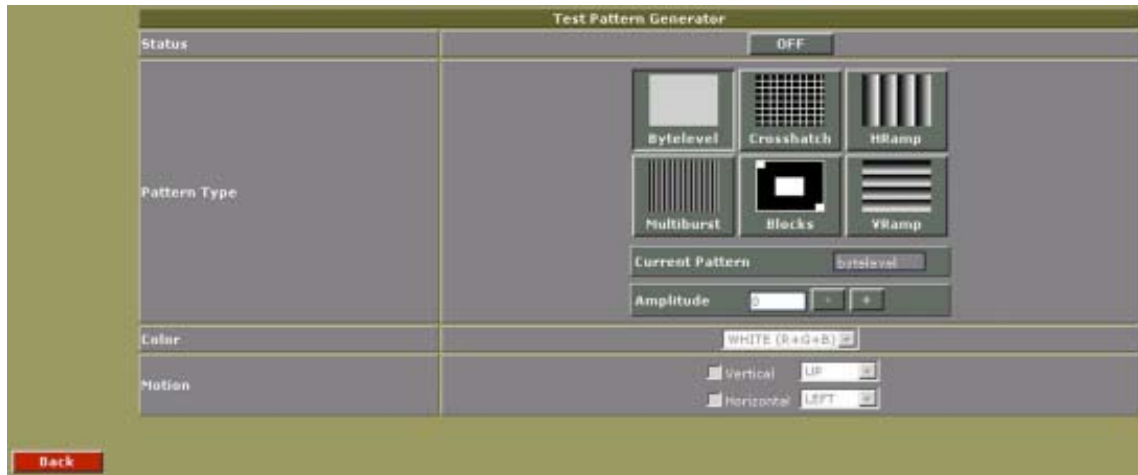 Test Pattern Generator
Status
OFF
Pattern Type
Bytelevel
Crosshatch
HRamp
Multiburst
Blocks
VRamp
Current Pattern
bytelevel
Amplitude
0
-
+
Color
WHITE (R+G+B)
Motion
Vertical
UP
Horizontal
LEFT
Back